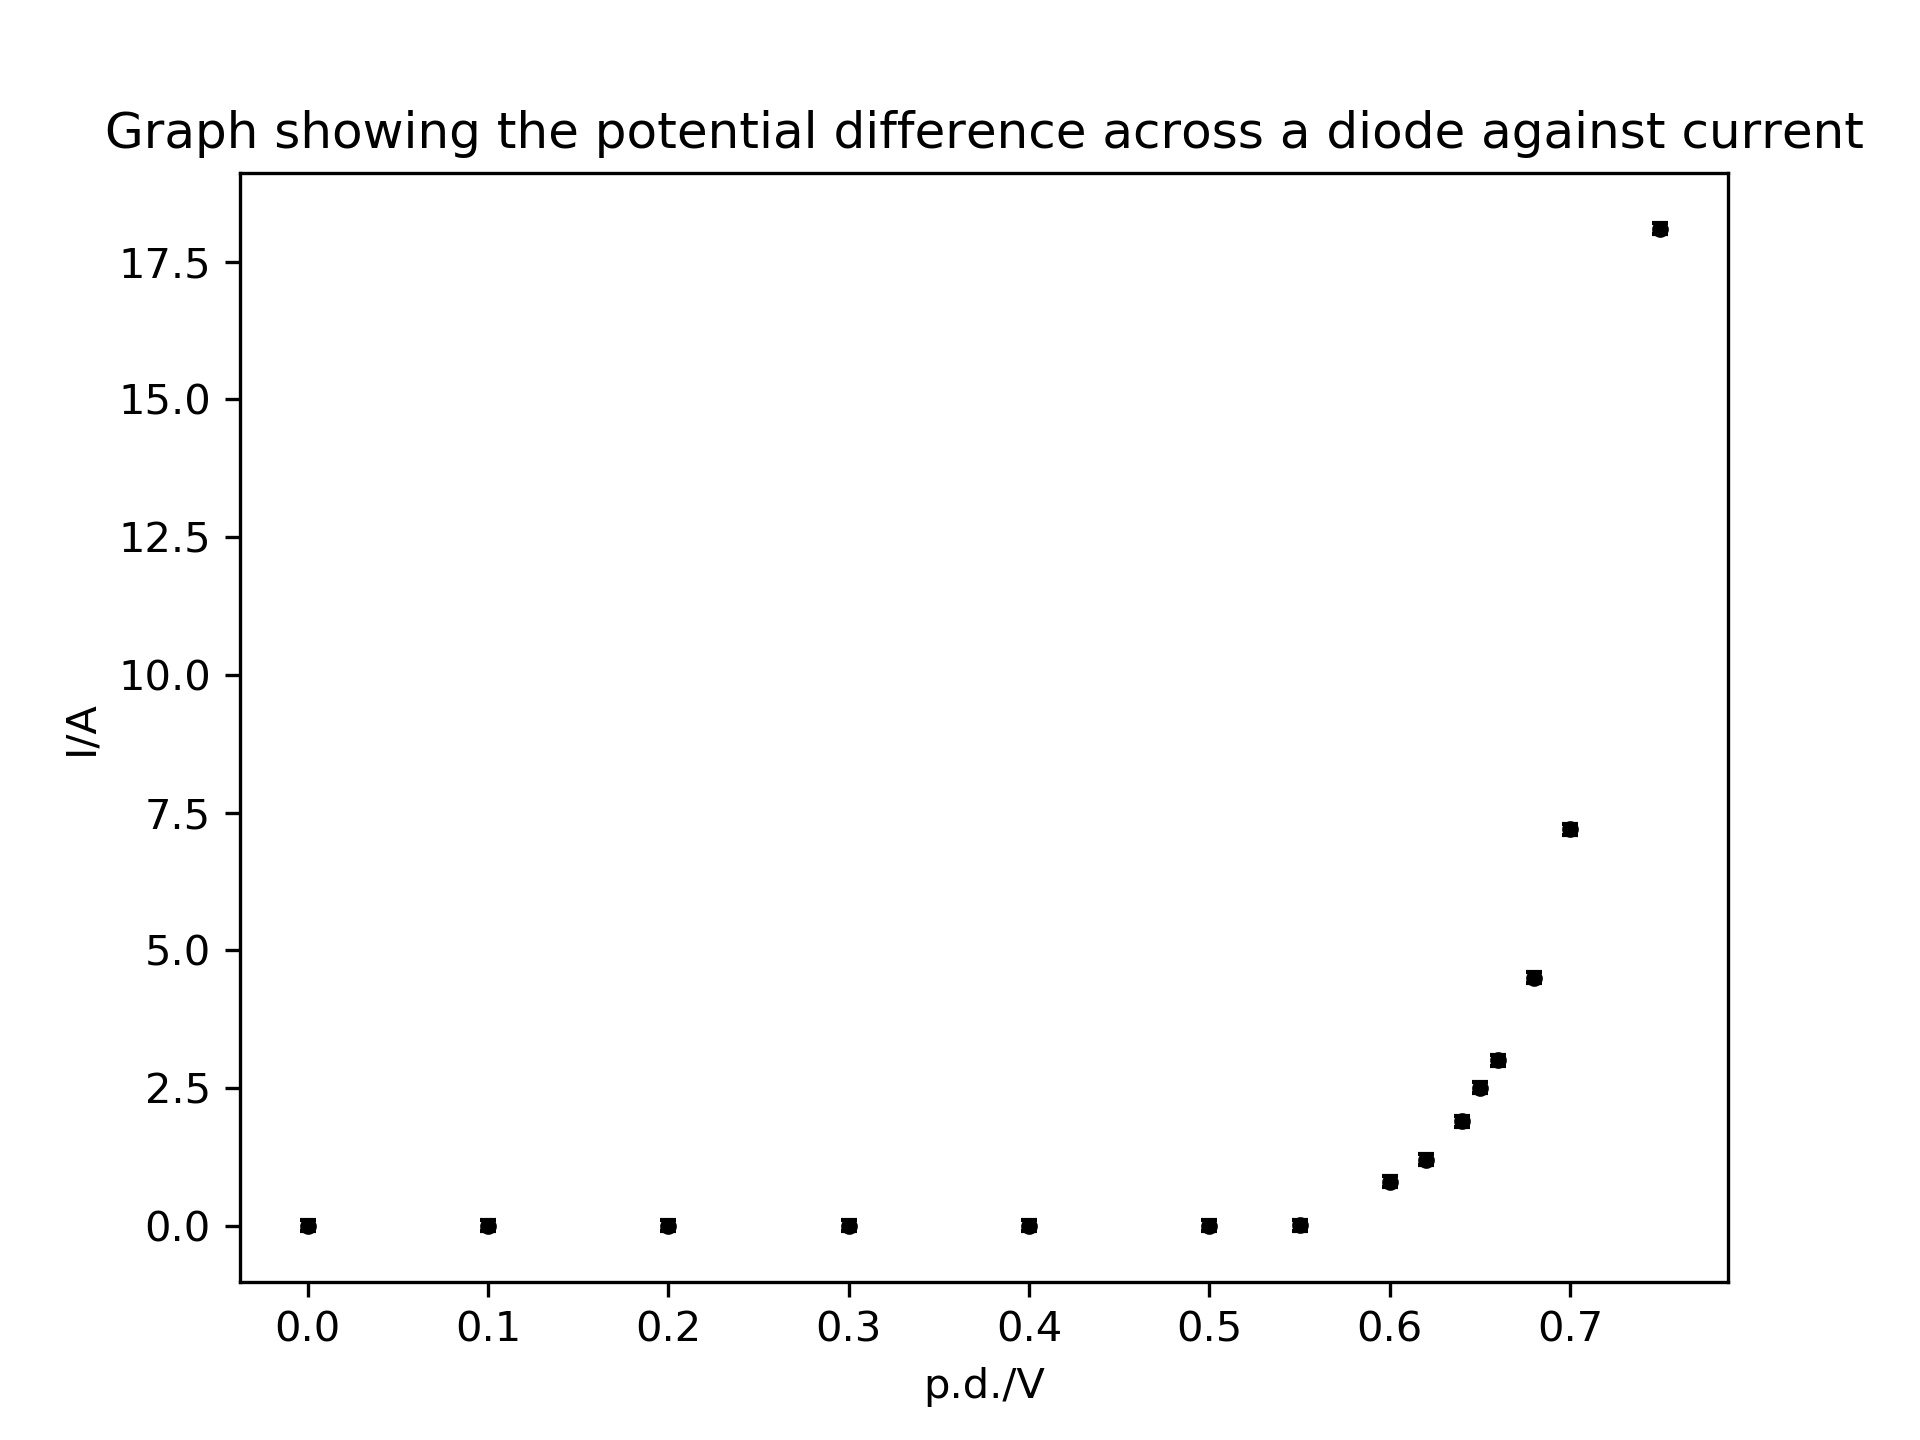 Graph showing the potential difference across a diode against current
17.5
15.0
12.5
10.0
7.5
5.0
2.5
0.0
I/A
0.0 0.1 0.2 0.3 0.4 0.5 0.6 0.7
p.d./V